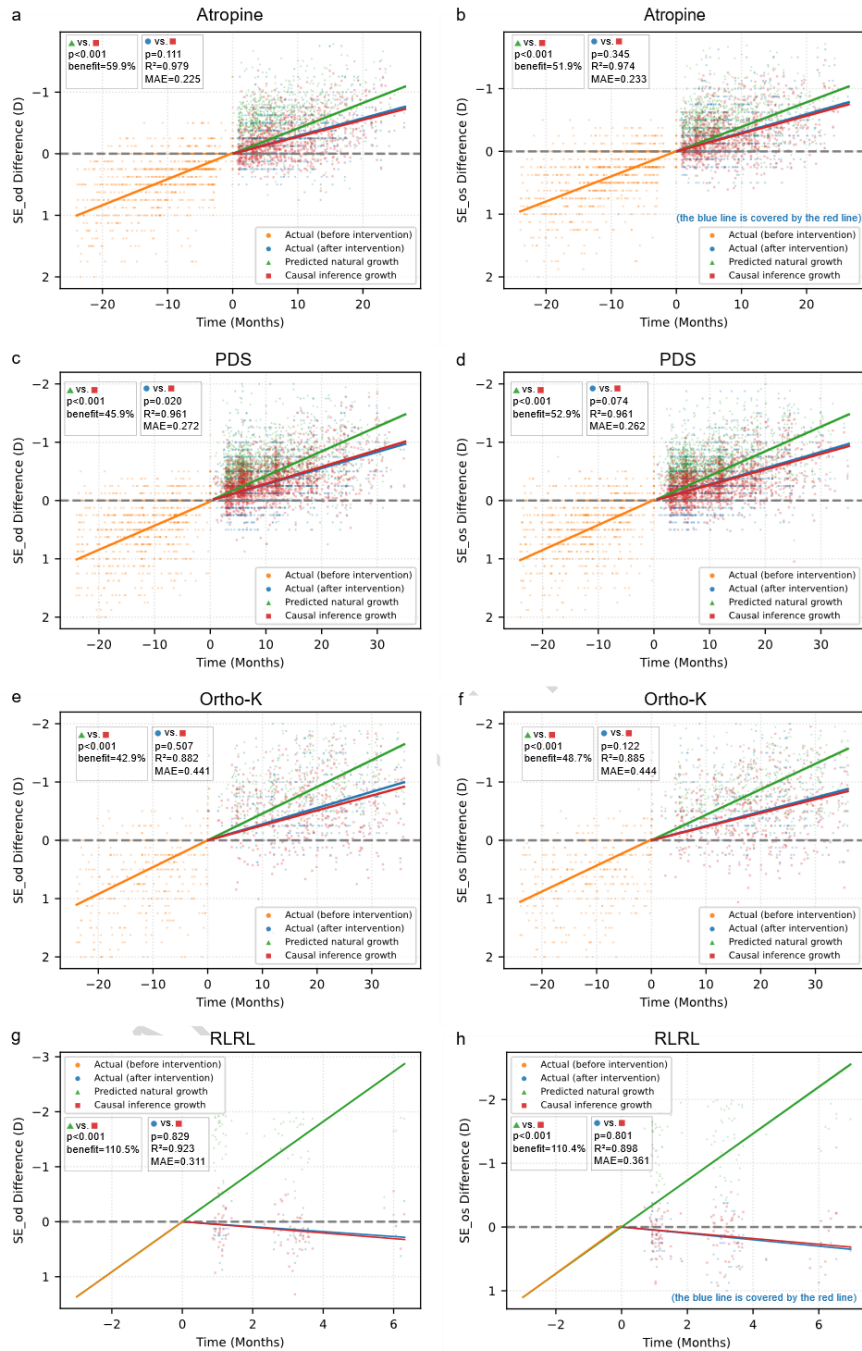 a
Atropine
▲ vs. ■
p<0.001
benefit=59.9%
● vs. ■
p=0.111
R²=0.979
MAE=0.225
SE_od Difference (D)
−1
0
1
2
Actual (before intervention)
Actual (after intervention)
Predicted natural growth
Causal inference growth
−20
−10
0
10
20
Time (Months)
b
Atropine
▲ vs. ■
p<0.001
benefit=51.9%
● vs. ■
p=0.345
R²=0.974
MAE=0.233
SE_os Difference (D)
−1
0
1
2
(the blue line is covered by the red line)
Actual (before intervention)
Actual (after intervention)
Predicted natural growth
Causal inference growth
−20
−10
0
10
20
Time (Months)
c
PDS
▲ vs. ■
p<0.001
benefit=45.9%
● vs. ■
p=0.020
R²=0.961
MAE=0.272
SE_od Difference (D)
−2
−1
0
1
2
Actual (before intervention)
Actual (after intervention)
Predicted natural growth
Causal inference growth
−20
−10
0
10
20
30
Time (Months)
d
PDS
▲ vs. ■
p<0.001
benefit=52.9%
● vs. ■
p=0.074
R²=0.961
MAE=0.262
SE_os Difference (D)
−2
−1
0
1
2
Actual (before intervention)
Actual (after intervention)
Predicted natural growth
Causal inference growth
−20
−10
0
10
20
30
Time (Months)
e
Ortho-K
▲ vs. ■
p<0.001
benefit=42.9%
● vs. ■
p=0.507
R²=0.882
MAE=0.441
SE_od Difference (D)
−2
−1
0
1
2
Actual (before intervention)
Actual (after intervention)
Predicted natural growth
Causal inference growth
−20
−10
0
10
20
30
Time (Months)
f
Ortho-K
▲ vs. ■
p<0.001
benefit=48.7%
● vs. ■
p=0.122
R²=0.885
MAE=0.444
SE_os Difference (D)
−2
−1
0
1
2
Actual (before intervention)
Actual (after intervention)
Predicted natural growth
Causal inference growth
−20
−10
0
10
20
30
Time (Months)
g
RLRL
Actual (before intervention)
Actual (after intervention)
Predicted natural growth
Causal inference growth
▲ vs. ■
p<0.001
benefit=110.5%
● vs. ■
p=0.829
R²=0.923
MAE=0.311
SE_od Difference (D)
−3
−2
−1
0
1
−2
0
2
4
6
Time (Months)
h
RLRL
Actual (before intervention)
Actual (after intervention)
Predicted natural growth
Causal inference growth
▲ vs. ■
p<0.001
benefit=110.4%
● vs. ■
p=0.801
R²=0.898
MAE=0.361
SE_os Difference (D)
−2
−1
0
1
(the blue line is covered by the red line)
−2
0
2
4
6
Time (Months)